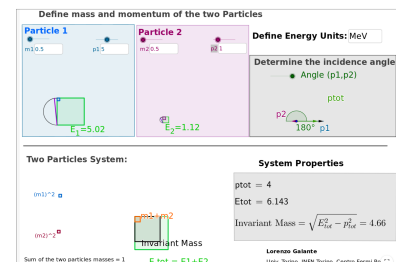 Define mass and momentum of the two Particles
Particle 1
m1:0.5
p1:5
E₁=5.02
Particle 2
m2:0.5
p2:1
E₂=1.12
Define Energy Units: MeV
Determine the incidence angle
Angle (p1,p2)
ptot
p2
180° p1
Two Particles System:
(m1)^2
(m2)^2
m1+m2
Invariant Mass
Sum of the two particles masses = 1
E tot = E1+E2
System Properties
ptot = 4
Etot = 6.143
Invariant Mass = √(E²tot − p²tot) = 4.66
Lorenzo Galante